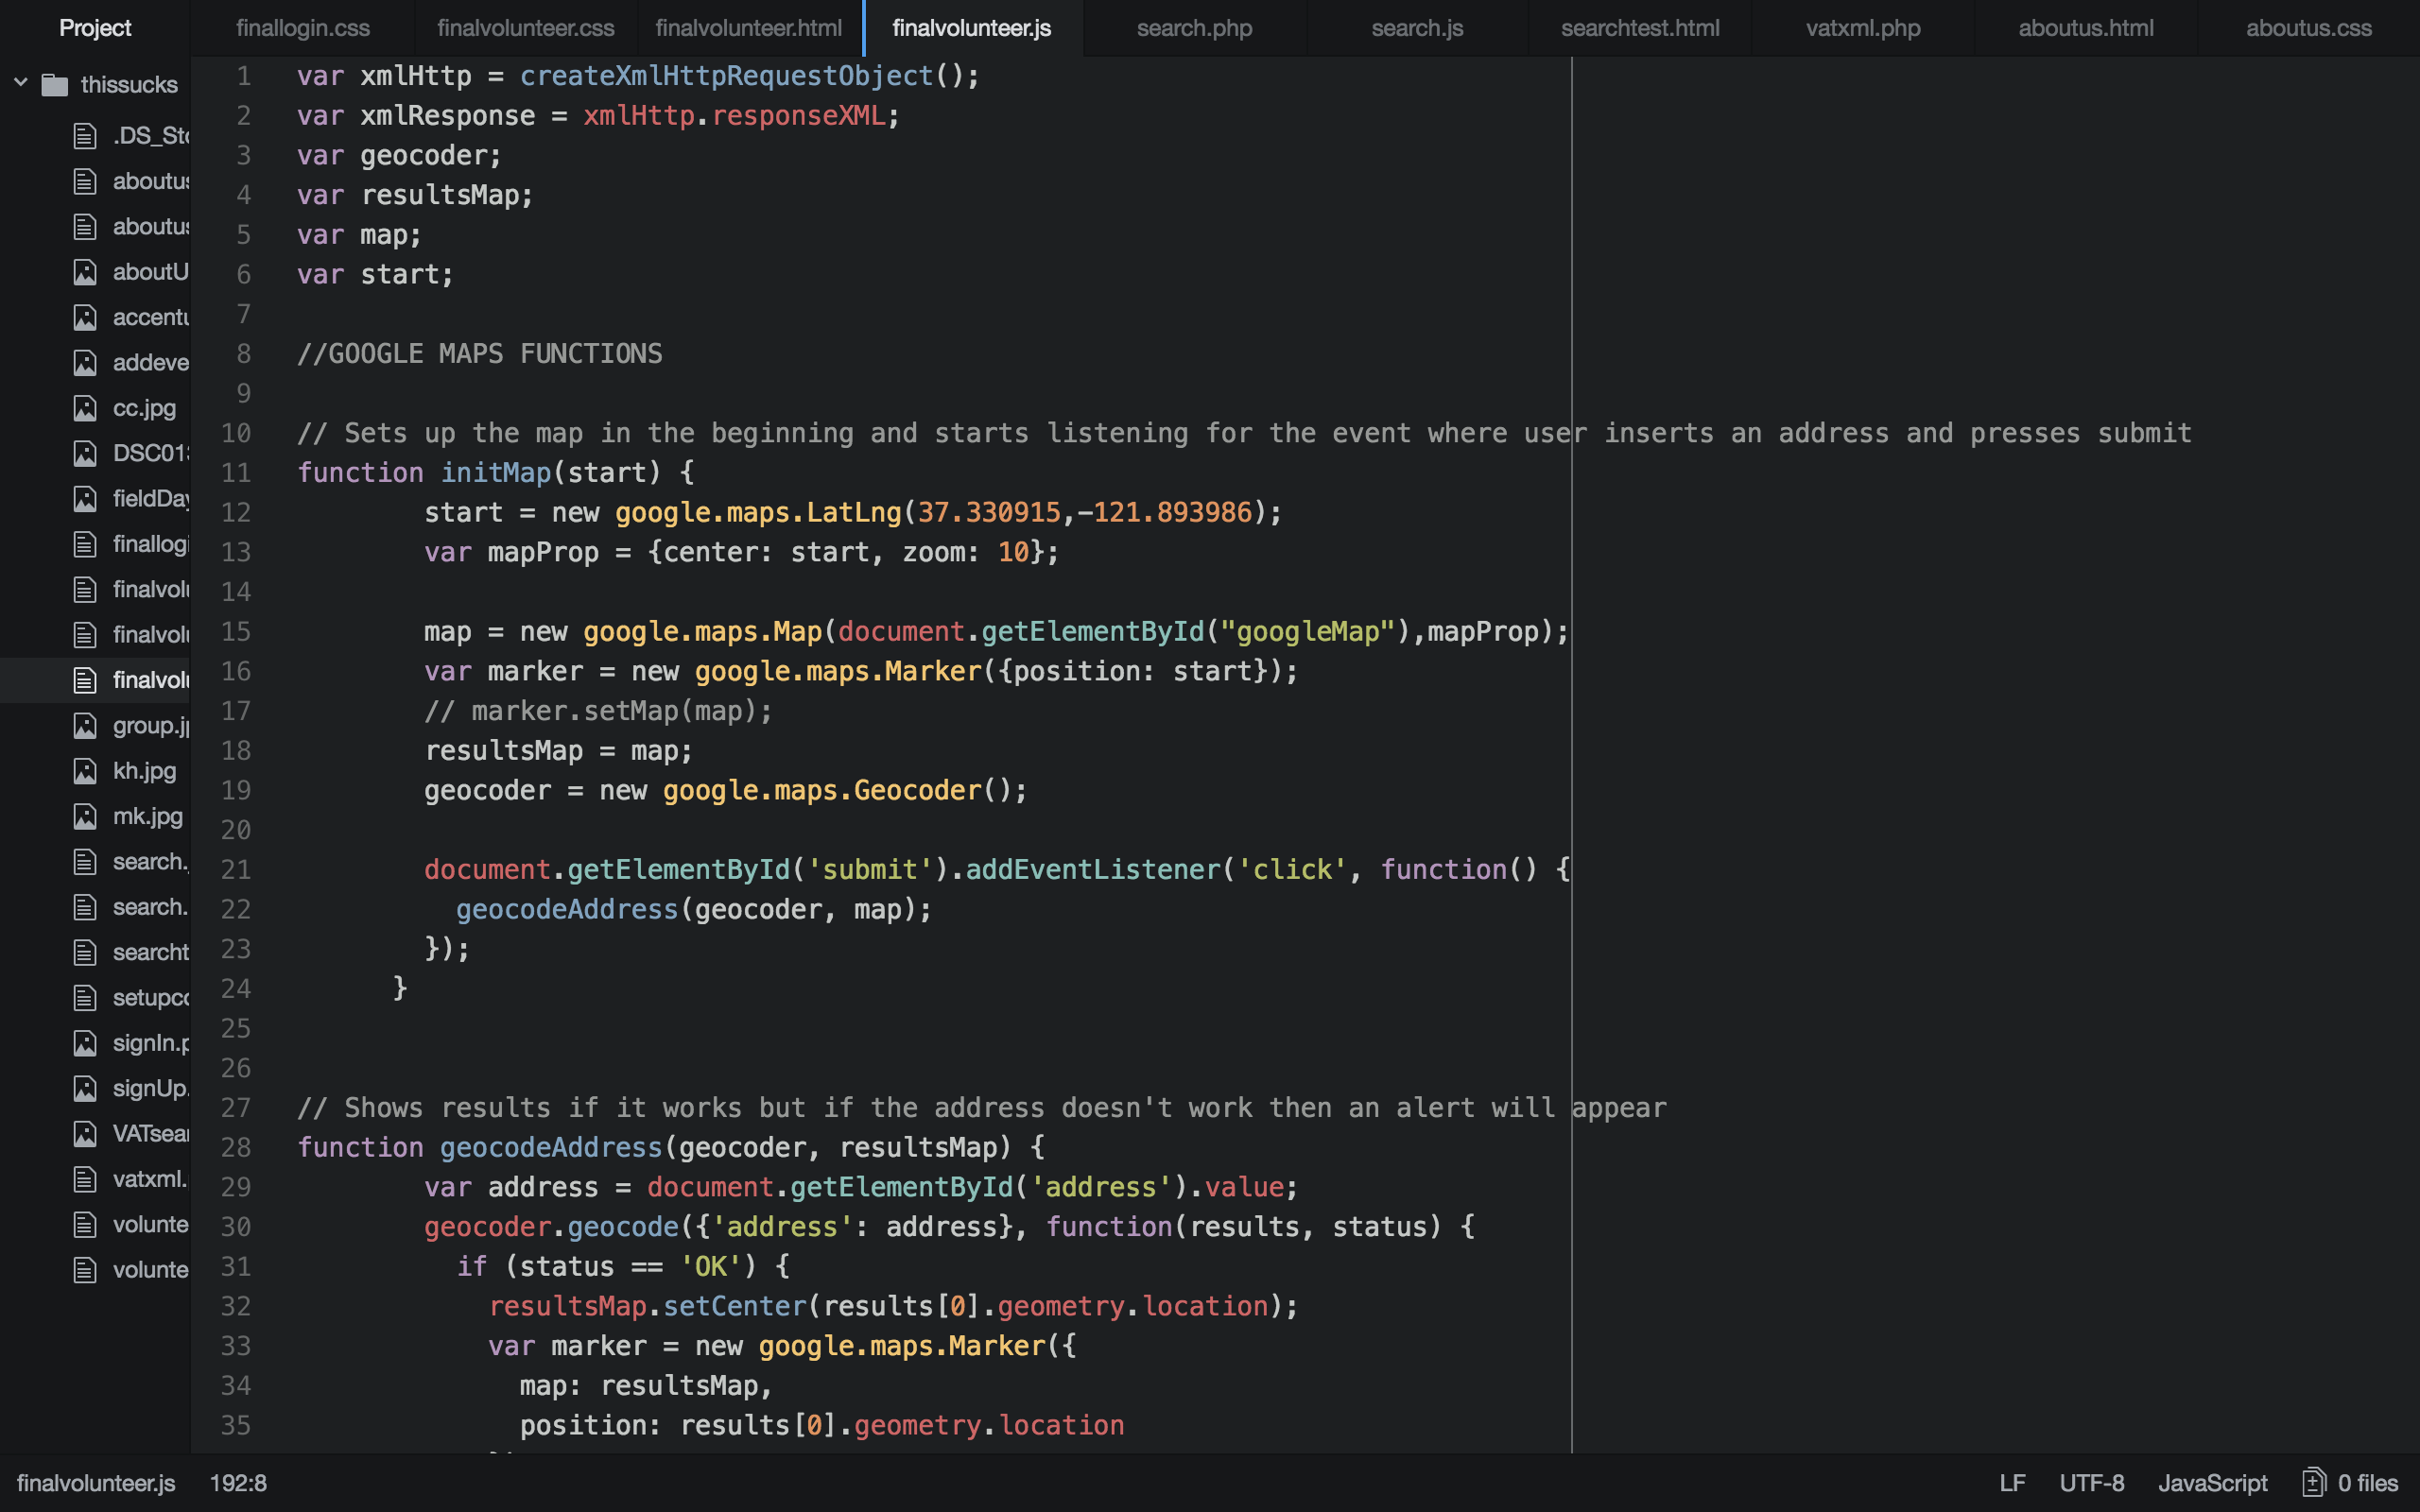 Project
finallogin.css finalvolunteer.css finalvolunteer.html finalvolunteer.js search.php search.js searchtest.html vatxml.php aboutus.html aboutus.css
thissucks
.DS_Sto
aboutus
aboutus
aboutU
accentu
addeve
cc.jpg
DSC013
fieldDay
finallogi
finalvolu
finalvolu
finalvolu
group.jp
kh.jpg
mk.jpg
search.
search.
searcht
setupco
signIn.p
signUp.
VATsear
vatxml.
volunte
volunte
1 var xmlHttp = createXmlHttpRequestObject();
2 var xmlResponse = xmlHttp.responseXML;
3 var geocoder;
4 var resultsMap;
5 var map;
6 var start;
7
8 //GOOGLE MAPS FUNCTIONS
9
10 // Sets up the map in the beginning and starts listening for the event where user inserts an address and presses submit
11 function initMap(start) {
12 start = new google.maps.LatLng(37.330915,-121.893986);
13 var mapProp = {center: start, zoom: 10};
14
15 map = new google.maps.Map(document.getElementById("googleMap"),mapProp);
16 var marker = new google.maps.Marker({position: start});
17 // marker.setMap(map);
18 resultsMap = map;
19 geocoder = new google.maps.Geocoder();
20
21 document.getElementById('submit').addEventListener('click', function() {
22 geocodeAddress(geocoder, map);
23 });
24 }
25
26
27 // Shows results if it works but if the address doesn't work then an alert will appear
28 function geocodeAddress(geocoder, resultsMap) {
29 var address = document.getElementById('address').value;
30 geocoder.geocode({'address': address}, function(results, status) {
31 if (status == 'OK') {
32 resultsMap.setCenter(results[0].geometry.location);
33 var marker = new google.maps.Marker({
34 map: resultsMap,
35 position: results[0].geometry.location
finalvolunteer.js 192:8 LF UTF-8 JavaScript 0 files